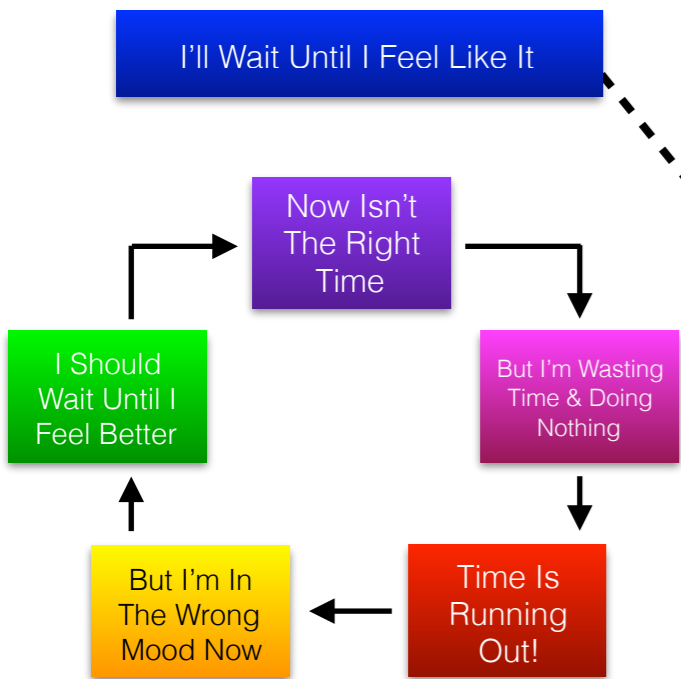 I'll Wait Until I Feel Like It
Now Isn't
The Right
Time
But I'm Wasting
Time & Doing
Nothing
Time Is
Running
Out!
But I'm In
The Wrong
Mood Now
I Should
Wait Until I
Feel Better